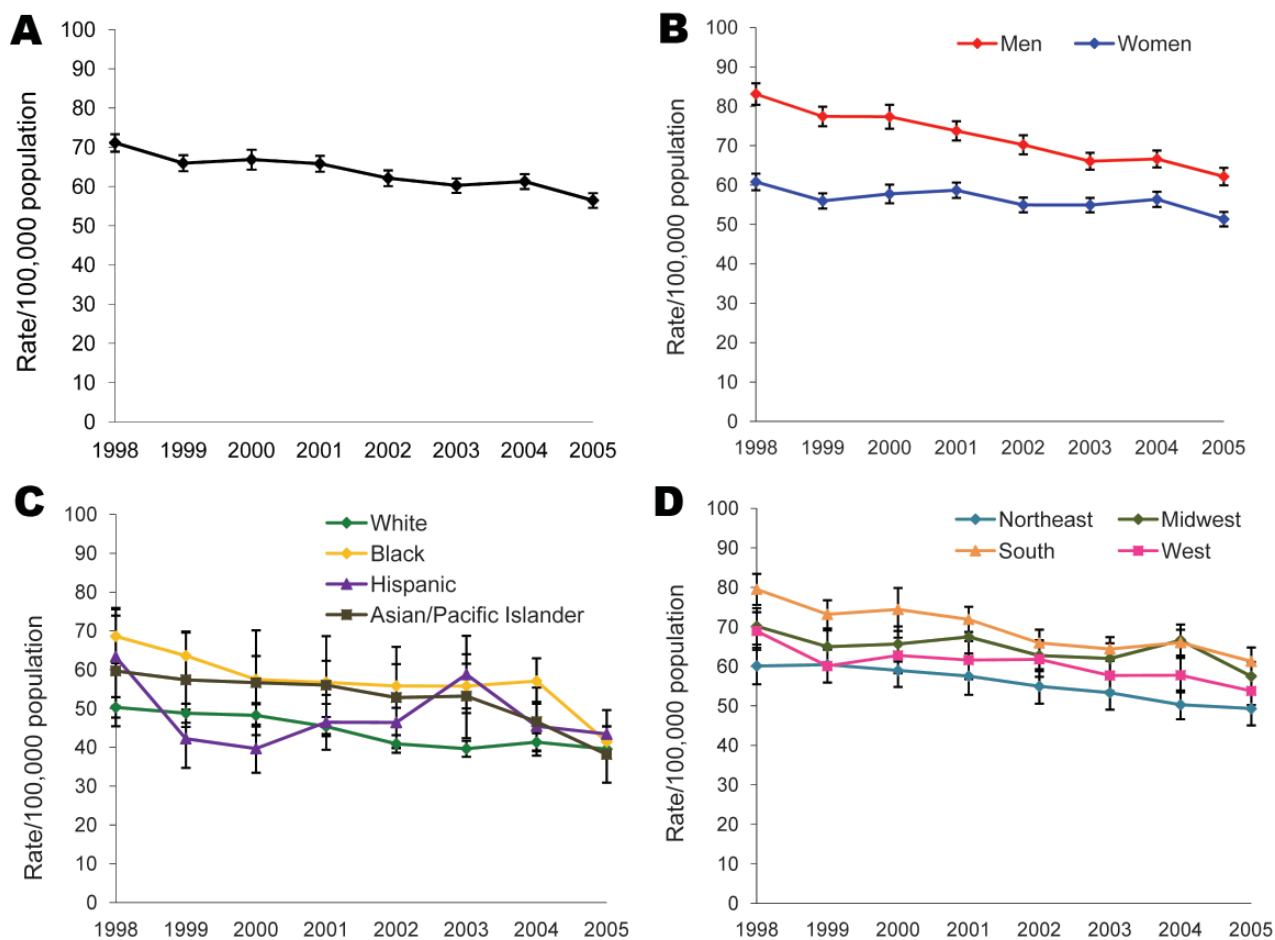 A
Rate/100,000 population
100
90
80
70
60
50
40
30
20
10
0
1998 1999 2000 2001 2002 2003 2004 2005
B
Men Women
Rate/100,000 population
100
90
80
70
60
50
40
30
20
10
0
1998 1999 2000 2001 2002 2003 2004 2005
C
White
Black
Hispanic
Asian/Pacific Islander
Rate/100,000 population
100
90
80
70
60
50
40
30
20
10
0
1998 1999 2000 2001 2002 2003 2004 2005
D
Northeast Midwest
South West
Rate/100,000 population
100
90
80
70
60
50
40
30
20
10
0
1998 1999 2000 2001 2002 2003 2004 2005